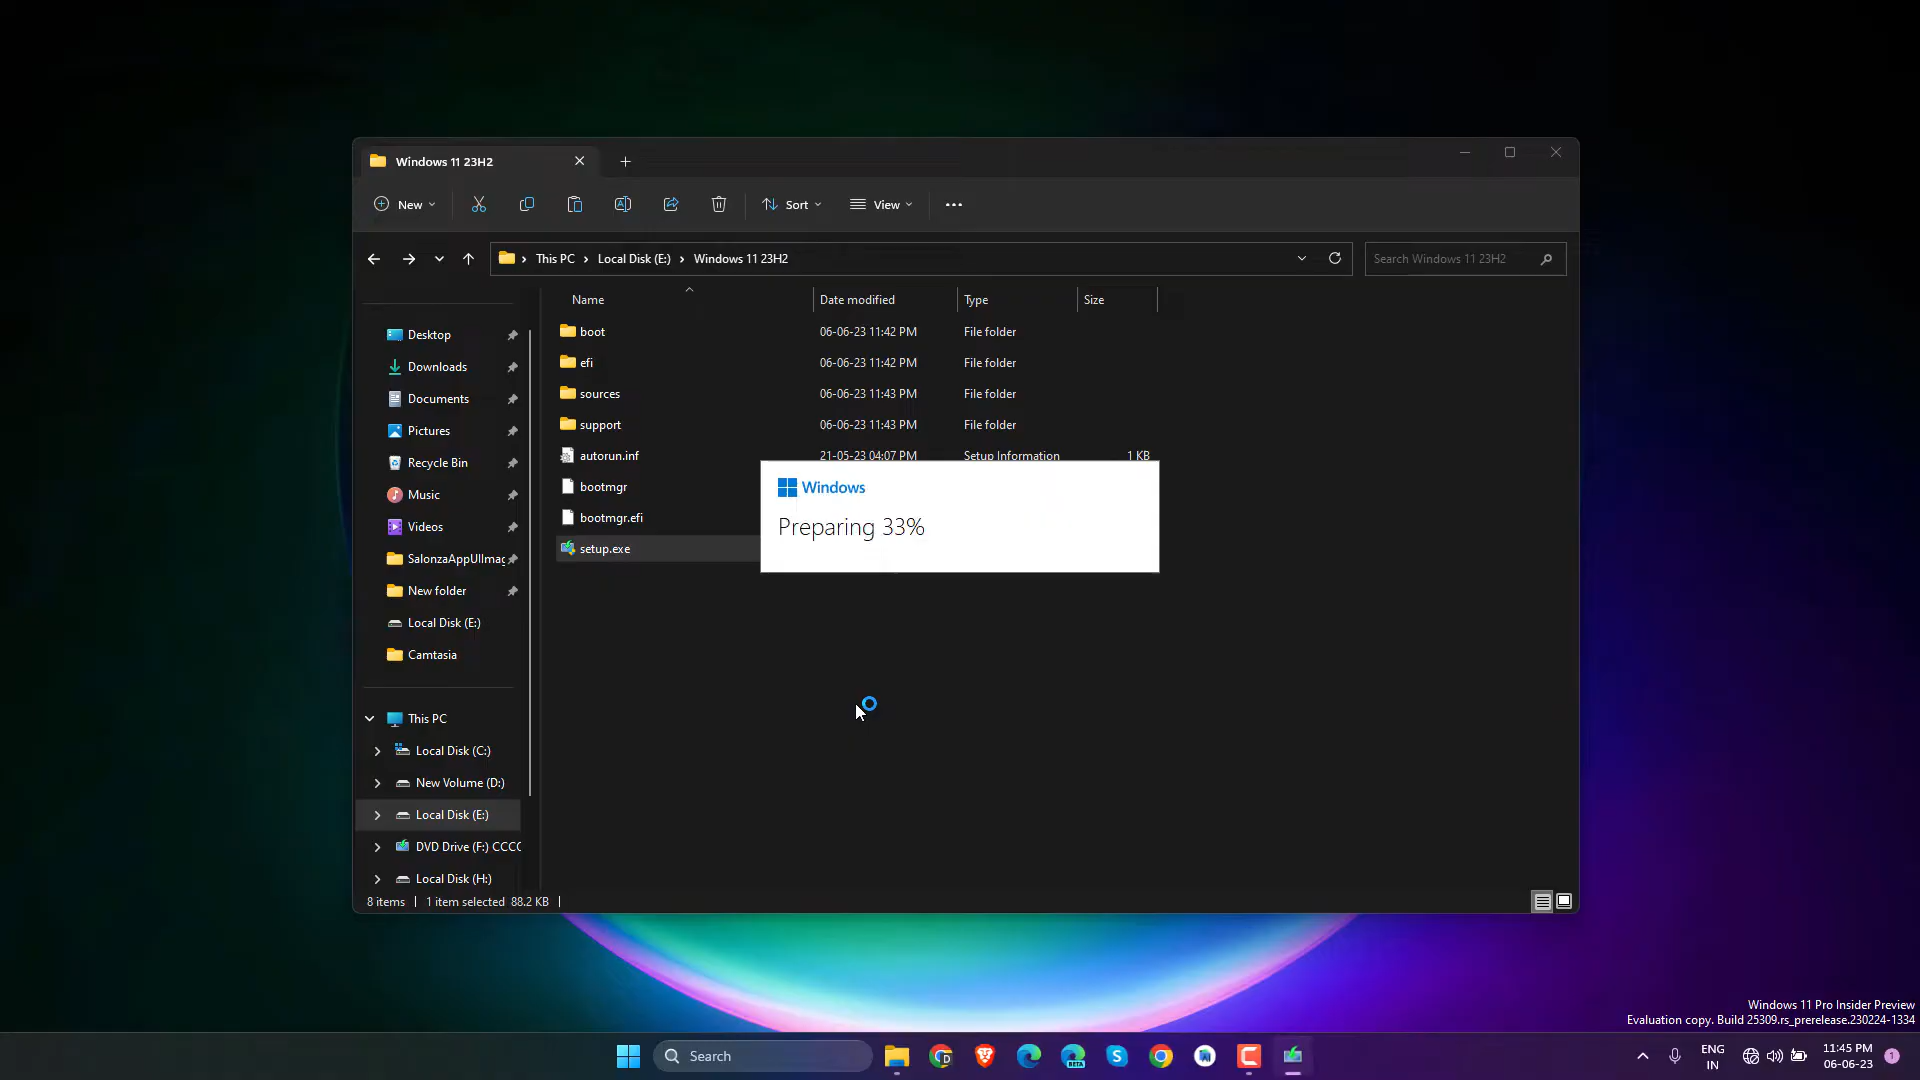 Windows 11 23H2
New
Sort
View
This PC
Local Disk (E:)
Windows 11 23H2
Search Windows 11 23H2
Name
Date modified
Type
Size
boot
06-06-23 11:42 PM
File folder
efi
06-06-23 11:42 PM
File folder
sources
06-06-23 11:43 PM
File folder
support
06-06-23 11:43 PM
File folder
autorun.inf
21-05-23 04:07 PM
Setup Information
1 KB
bootmgr
bootmgr.efi
setup.exe
Windows
Preparing 33%
Desktop
Downloads
Documents
Pictures
Recycle Bin
Music
Videos
SalonzaAppUIImag
New folder
Local Disk (E:)
Camtasia
This PC
Local Disk (C:)
New Volume (D:)
Local Disk (E:)
DVD Drive (F:) CCCC
Local Disk (H:)
8 items
1 item selected 88.2 KB
Windows 11 Pro Insider Preview
Evaluation copy. Build 25309.rs_prerelease.230224-1334
Search
D
BETA
ENG
IN
11:45 PM
06-06-23
1